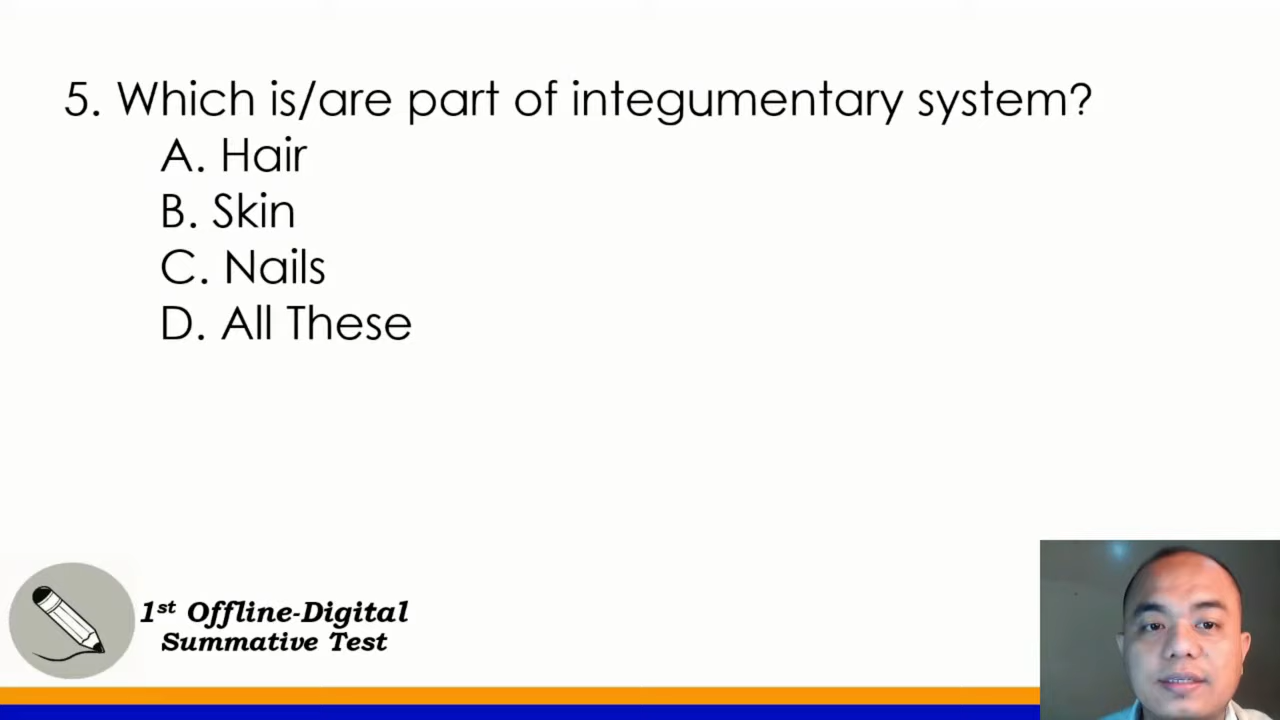 5. Which is/are part of integumentary system?
A. Hair
B. Skin
C. Nails
D. All These
1st Offline-Digital
Summative Test